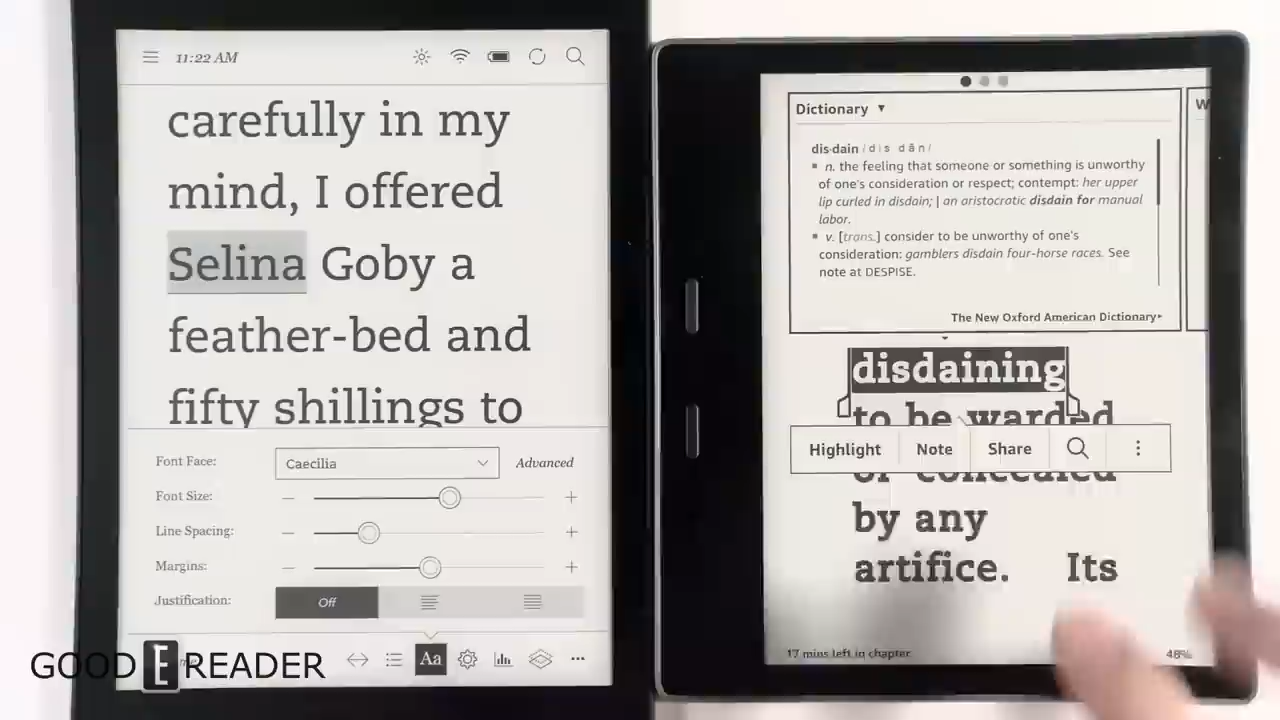 11:22 AM
carefully in my
mind, I offered
Selina Goby a
feather-bed and
fifty shillings to
Font Face:
Caecilia
Advanced
Font Size:
Line Spacing:
Margins:
Justification:
Off
Aa
GOOD E READER
Dictionary ▼
W
dis·dain /dis dān/
▪ n. the feeling that someone or something is unworthy
of one's consideration or respect; contempt: her upper
lip curled in disdain; | an aristocratic disdain for manual
labor.
▪ v. [trans.] consider to be unworthy of one's
consideration: gamblers disdain four-horse races. See
note at DESPISE.
The New Oxford American Dictionary▸
disdaining
to be warded
Highlight Note Share
or concealed
by any
artifice. Its
17 mins left in chapter
48%